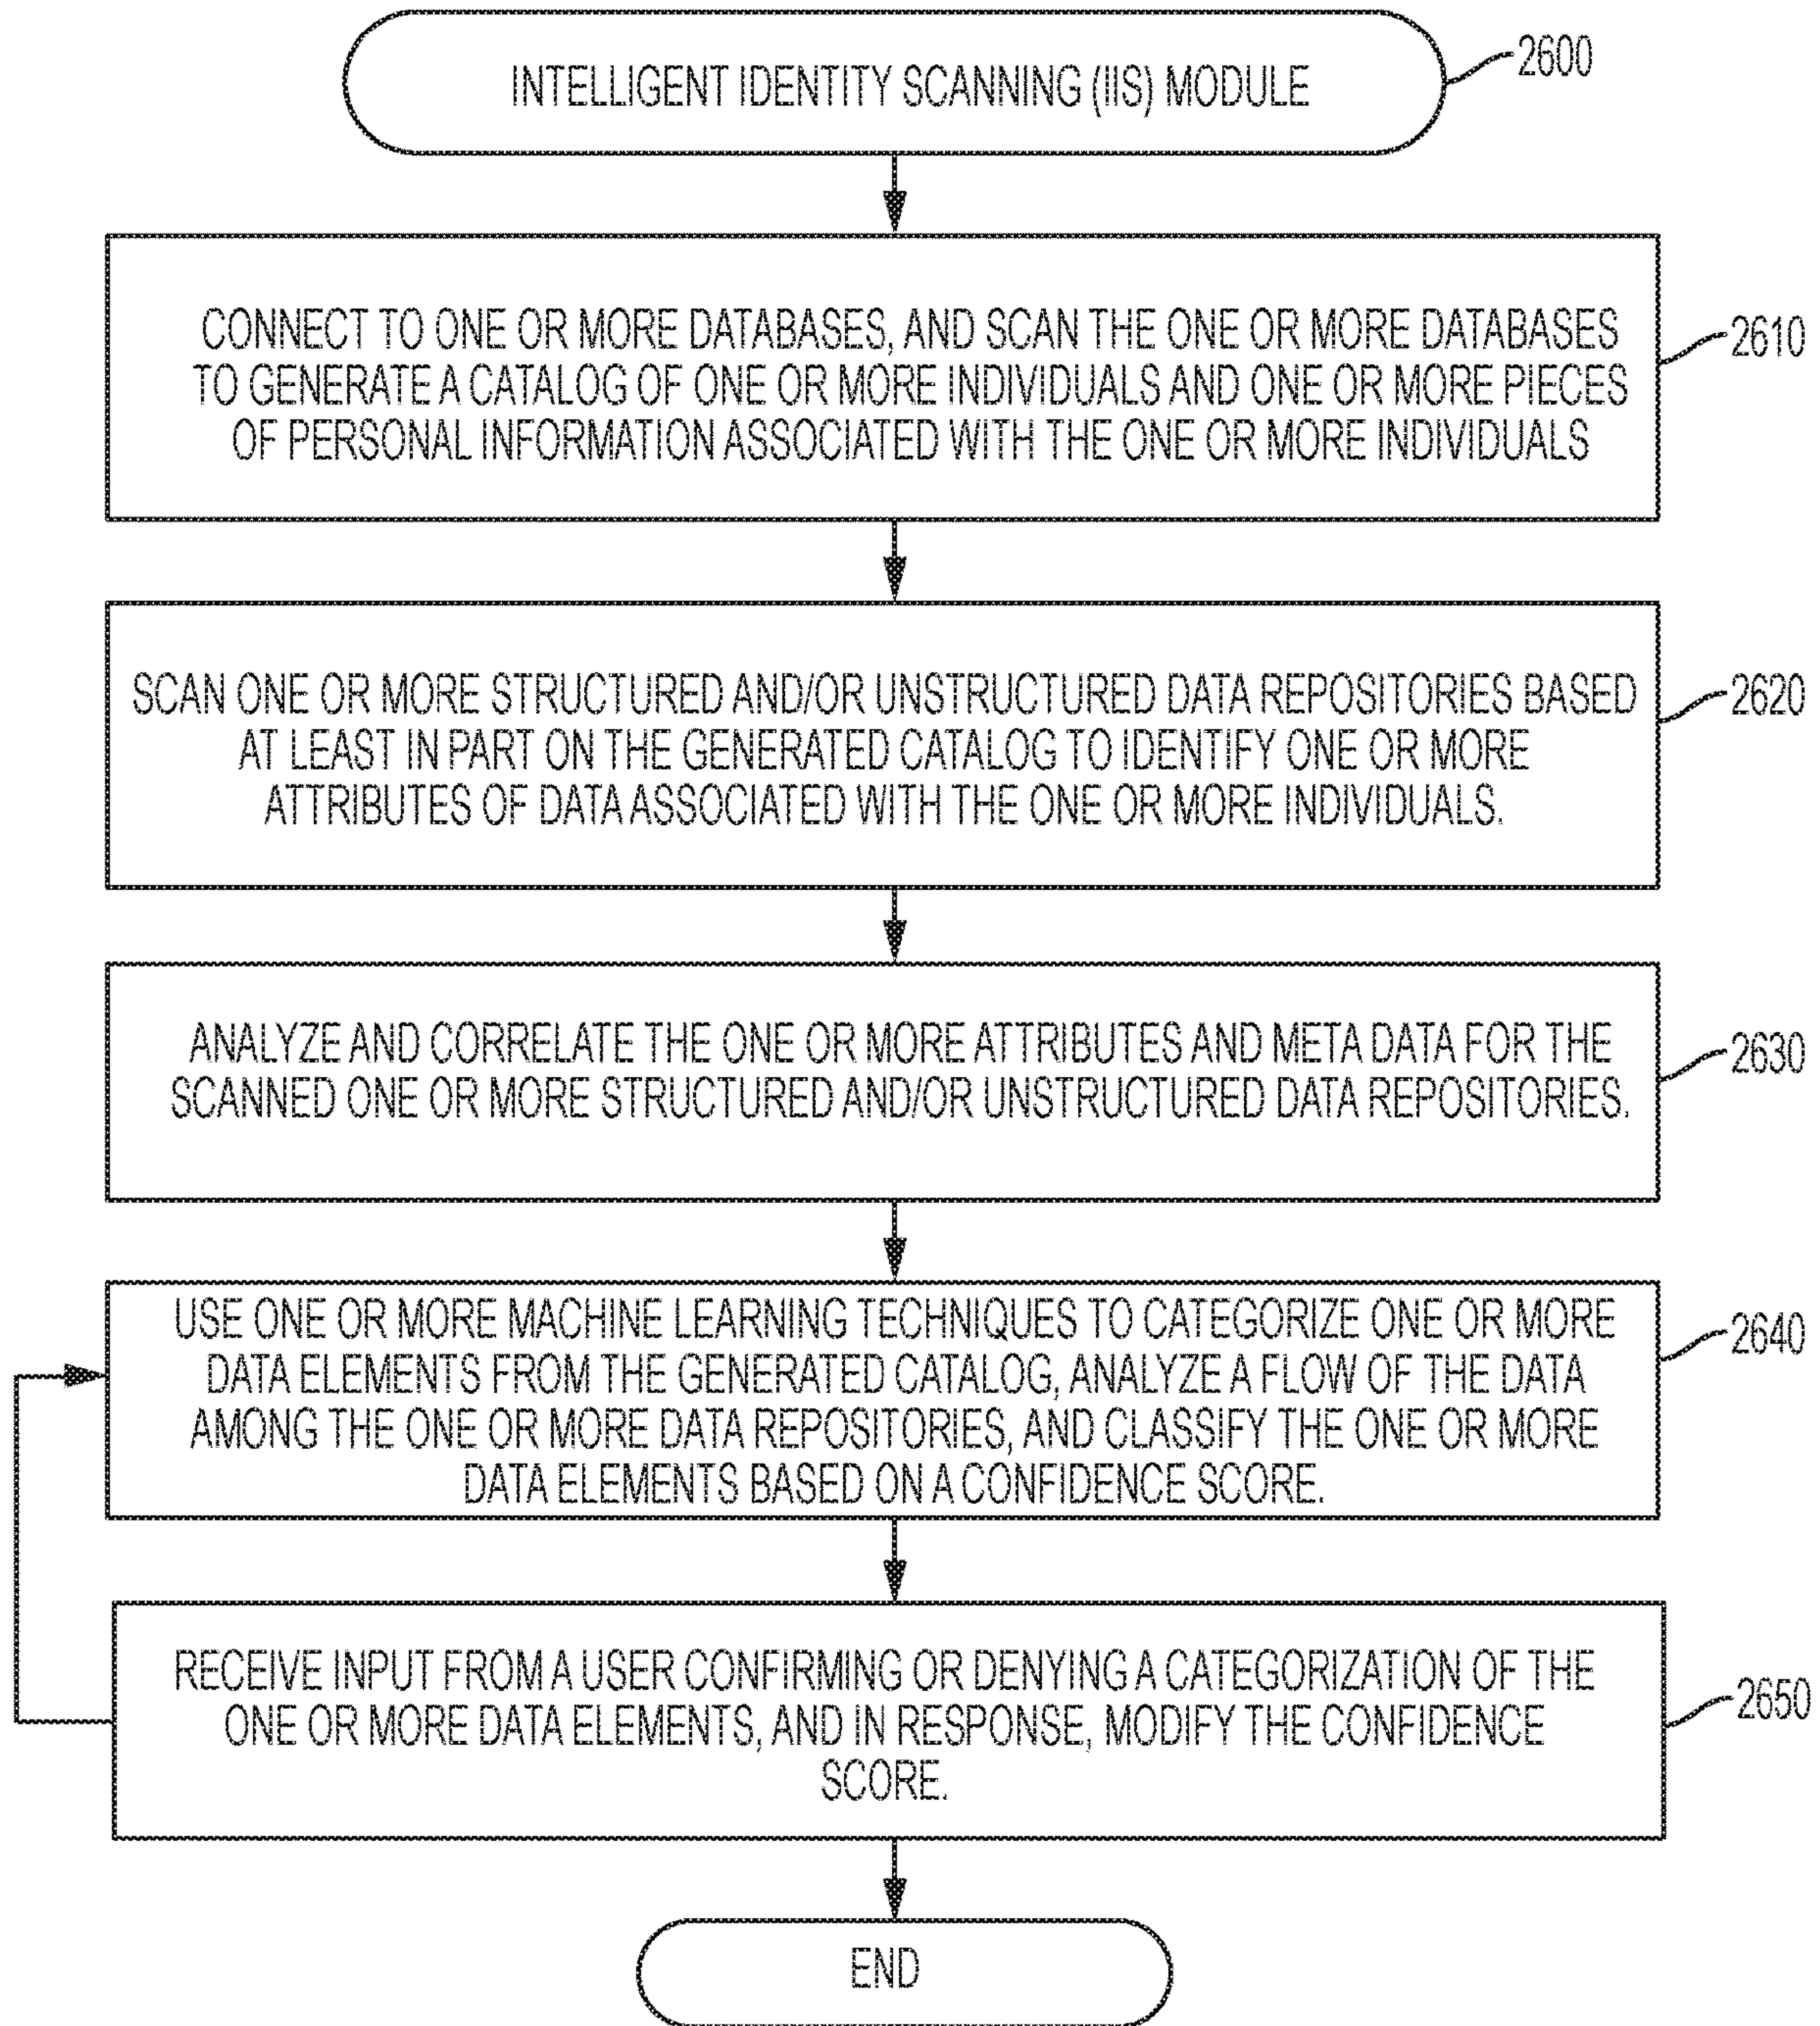 INTELLIGENT IDENTITY SCANNING (IIS) MODULE
2600
CONNECT TO ONE OR MORE DATABASES, AND SCAN THE ONE OR MORE DATABASES
TO GENERATE A CATALOG OF ONE OR MORE INDIVIDUALS AND ONE OR MORE PIECES
OF PERSONAL INFORMATION ASSOCIATED WITH THE ONE OR MORE INDIVIDUALS
2610
SCAN ONE OR MORE STRUCTURED AND/OR UNSTRUCTURED DATA REPOSITORIES BASED
AT LEAST IN PART ON THE GENERATED CATALOG TO IDENTIFY ONE OR MORE
ATTRIBUTES OF DATA ASSOCIATED WITH THE ONE OR MORE INDIVIDUALS.
2620
ANALYZE AND CORRELATE THE ONE OR MORE ATTRIBUTES AND META DATA FOR THE
SCANNED ONE OR MORE STRUCTURED AND/OR UNSTRUCTURED DATA REPOSITORIES.
2630
USE ONE OR MORE MACHINE LEARNING TECHNIQUES TO CATEGORIZE ONE OR MORE
DATA ELEMENTS FROM THE GENERATED CATALOG, ANALYZE A FLOW OF THE DATA
AMONG THE ONE OR MORE DATA REPOSITORIES, AND CLASSIFY THE ONE OR MORE
DATA ELEMENTS BASED ON A CONFIDENCE SCORE.
2640
RECEIVE INPUT FROM A USER CONFIRMING OR DENYING A CATEGORIZATION OF THE
ONE OR MORE DATA ELEMENTS, AND IN RESPONSE, MODIFY THE CONFIDENCE
SCORE.
2650
END